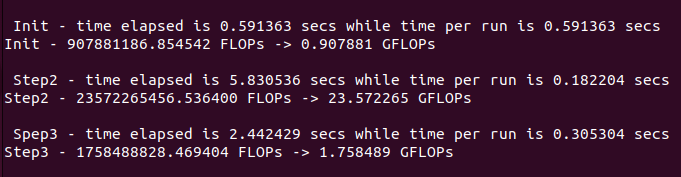 Init - time elapsed is 0.591363 secs while time per run is 0.591363 secs
Init - 907881186.854542 FLOPs -> 0.907881 GFLOPs
Step2 - time elapsed is 5.830536 secs while time per run is 0.182204 secs
Step2 - 23572265456.536400 FLOPs -> 23.572265 GFLOPs
Spep3 - time elapsed is 2.442429 secs while time per run is 0.305304 secs
Step3 - 1758488828.469404 FLOPs -> 1.758489 GFLOPs